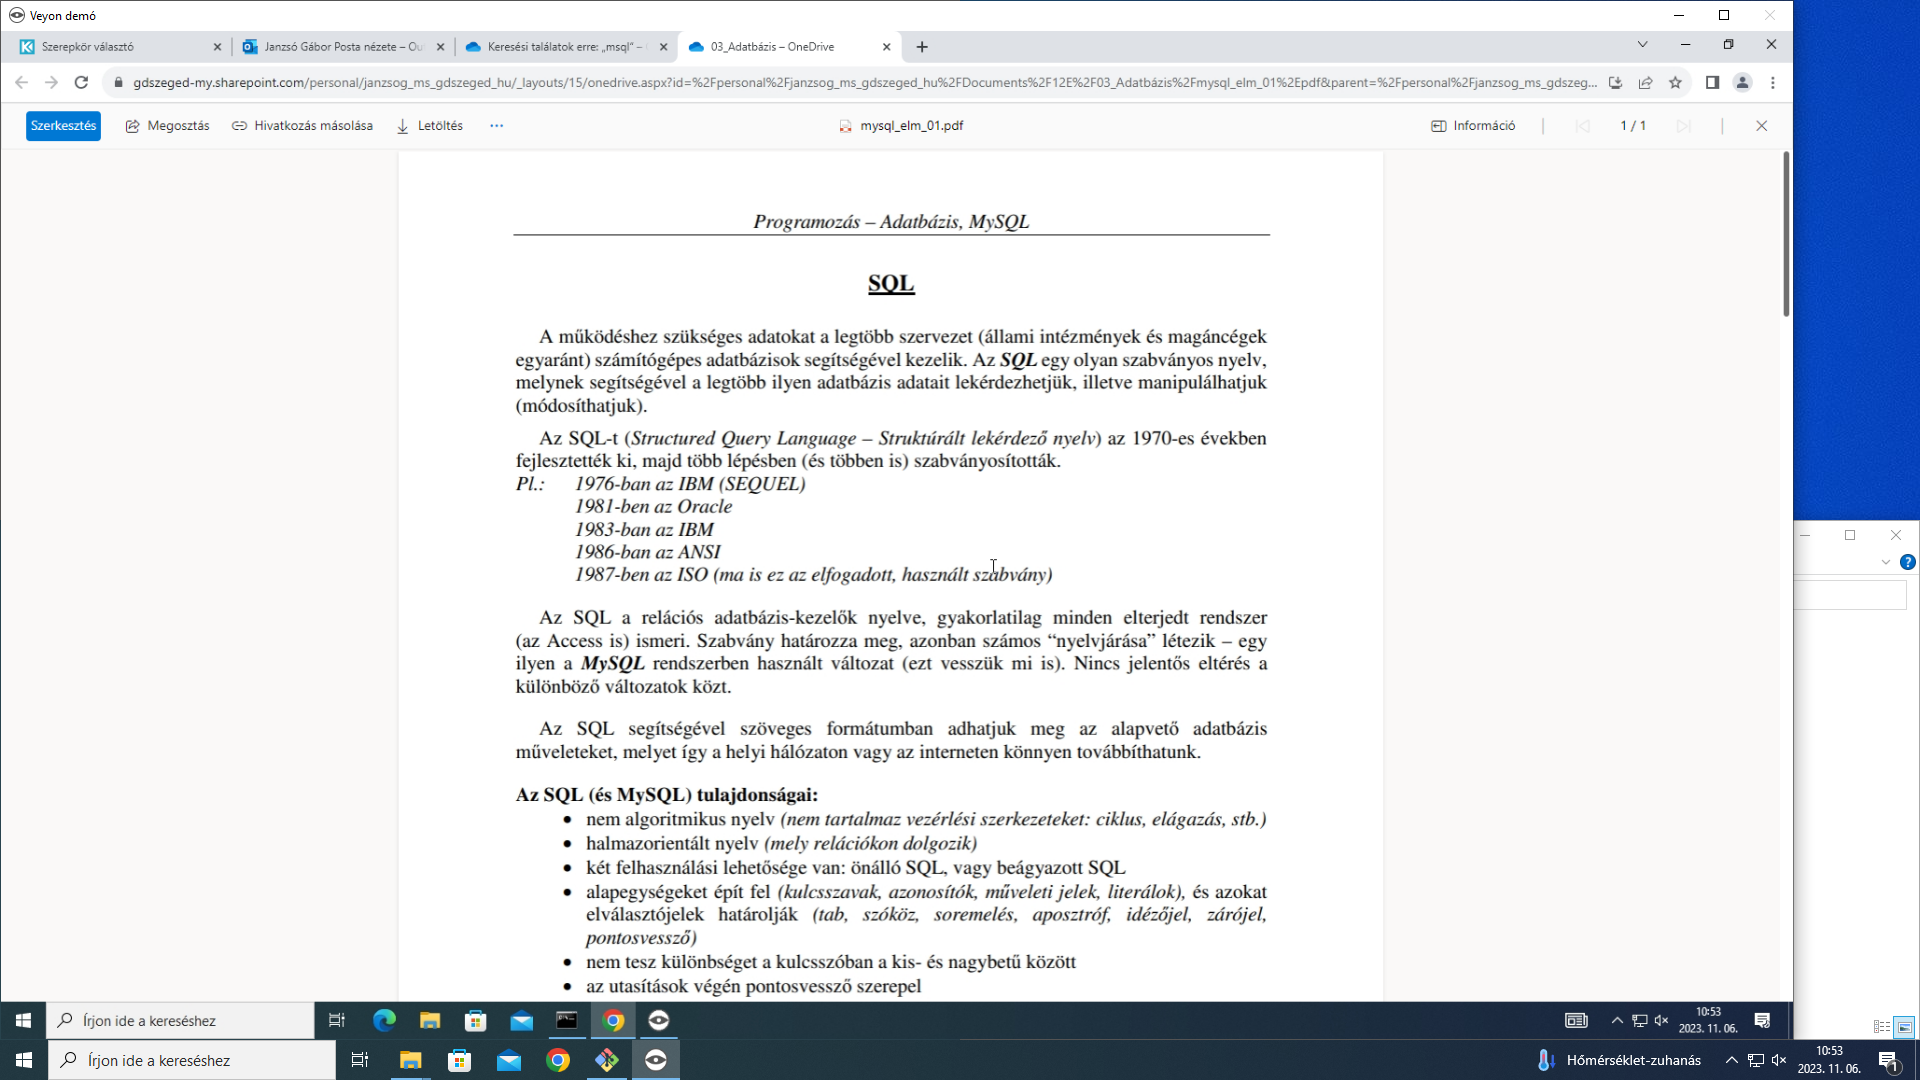 Veyon demó
Szerepkör választó
Janzsó Gábor Posta nézete – Ou
Keresési találatok erre: „msql" –
03_Adatbázis – OneDrive
gdszeged-my.sharepoint.com/personal/janzsog_ms_gdszeged_hu/_layouts/15/onedrive.aspx?id=%2Fpersonal%2Fjanzsog_ms_gdszeged_hu%2FDocuments%2F12E%2F03_Adatbázis%2Fmysql_elm_01%2Epdf&parent=%2Fpersonal%2Fjanzsog_ms_gdszeg...
Szerkesztés
Megosztás
Hivatkozás másolása
Letöltés
mysql_elm_01.pdf
Információ
1 / 1
Programozás – Adatbázis, MySQL
SQL
A működéshez szükséges adatokat a legtöbb szervezet (állami intézmények és magáncégek
egyaránt) számítógépes adatbázisok segítségével kezelik. Az SQL egy olyan szabványos nyelv,
melynek segítségével a legtöbb ilyen adatbázis adatait lekérdezhetjük, illetve manipulálhatjuk
(módosíthatjuk).
Az SQL-t (Structured Query Language – Struktúrált lekérdező nyelv) az 1970-es években
fejlesztették ki, majd több lépésben (és többen is) szabványosították.
Pl.: 1976-ban az IBM (SEQUEL)
1981-ben az Oracle
1983-ban az IBM
1986-ban az ANSI
1987-ben az ISO (ma is ez az elfogadott, használt szabvány)
Az SQL a relációs adatbázis-kezelők nyelve, gyakorlatilag minden elterjedt rendszer
(az Access is) ismeri. Szabvány határozza meg, azonban számos “nyelvjárása” létezik – egy
ilyen a MySQL rendszerben használt változat (ezt vesszük mi is). Nincs jelentős eltérés a
különböző változatok közt.
Az SQL segítségével szöveges formátumban adhatjuk meg az alapvető adatbázis
műveleteket, melyet így a helyi hálózaton vagy az interneten könnyen továbbíthatunk.
Az SQL (és MySQL) tulajdonságai:
• nem algoritmikus nyelv (nem tartalmaz vezérlési szerkezeteket: ciklus, elágazás, stb.)
• halmazorientált nyelv (mely relációkon dolgozik)
• két felhasználási lehetősége van: önálló SQL, vagy beágyazott SQL
• alapegységeket épít fel (kulcsszavak, azonosítók, műveleti jelek, literálok), és azokat
elválasztójelek határolják (tab, szóköz, soremelés, aposztróf, idézőjel, zárójel,
pontosvessző)
• nem tesz különbséget a kulcsszóban a kis- és nagybetű között
• az utasítások végén pontosvessző szerepel
Írjon ide a kereséshez
10:53
2023. 11. 06.
Írjon ide a kereséshez
Hőmérséklet-zuhanás
10:53
2023. 11. 06.
1